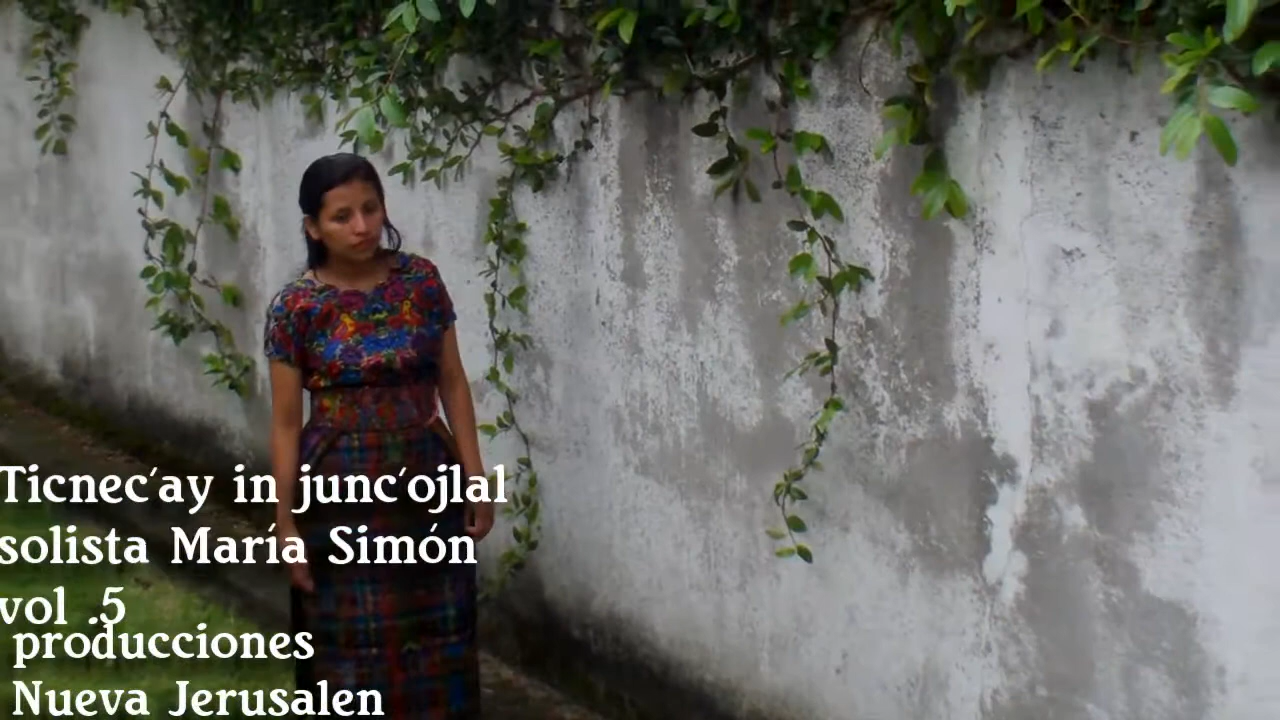 Ticnec'ay in junc'ojlal
solista María Simón
vol .5
producciones
Nueva Jerusalen